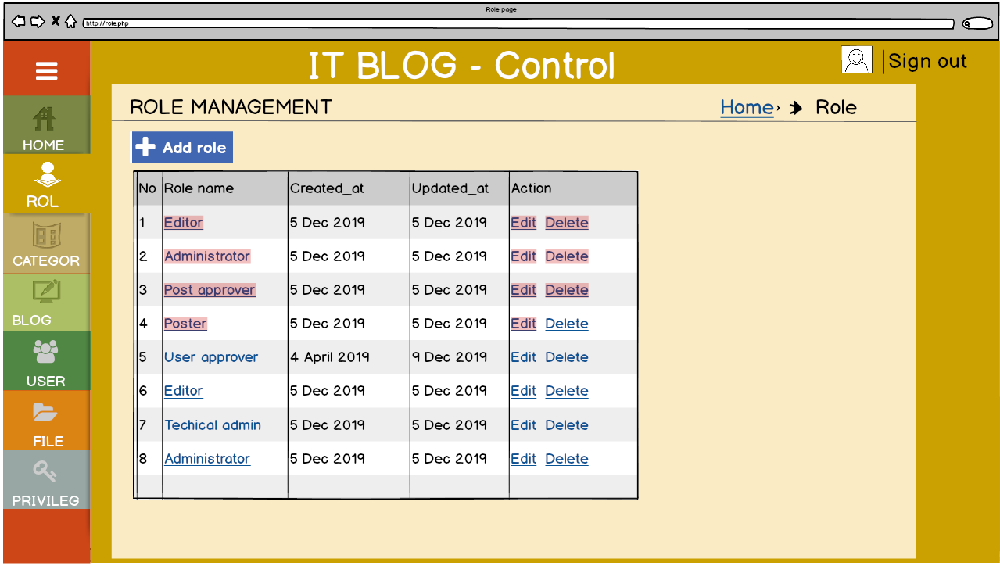 Role page
http://role.php
IT BLOG - Control
Sign out
ROLE MANAGEMENT
Home Role
Add role
HOME
ROL
CATEGOR
BLOG
USER
FILE
PRIVILEG
No Role name Created_at Updated_at Action
1 Editor 5 Dec 2019 5 Dec 2019 Edit Delete
2 Administrator 5 Dec 2019 5 Dec 2019 Edit Delete
3 Post approver 5 Dec 2019 5 Dec 2019 Edit Delete
4 Poster 5 Dec 2019 5 Dec 2019 Edit Delete
5 User approver 4 April 2019 9 Dec 2019 Edit Delete
6 Editor 5 Dec 2019 5 Dec 2019 Edit Delete
7 Techical admin 5 Dec 2019 5 Dec 2019 Edit Delete
8 Administrator 5 Dec 2019 5 Dec 2019 Edit Delete